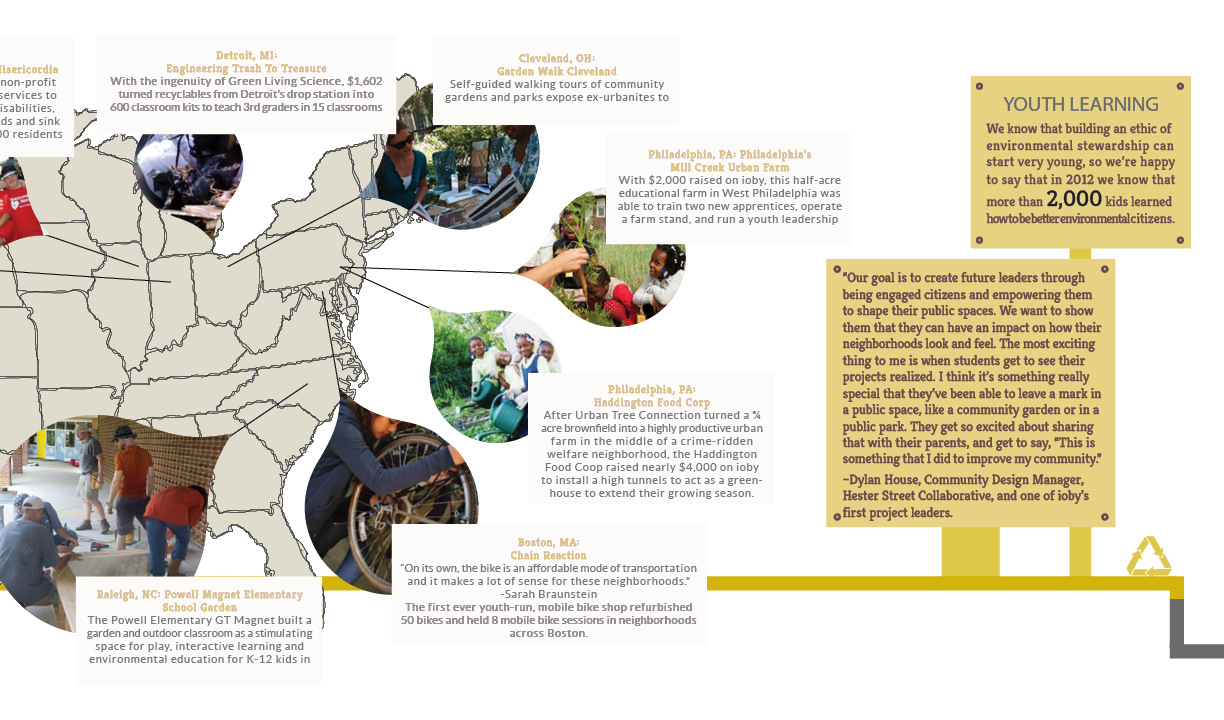 Misericordia
non-profit
services to
isabilities,
ds and sink
00 residents
Detroit, MI:
Engineering Trash To Treasure
With the ingenuity of Green Living Science, $1,602
turned recyclables from Detroit's drop station into
600 classroom kits to teach 3rd graders in 15 classrooms
Cleveland, OH:
Garden Walk Cleveland
Self-guided walking tours of community
gardens and parks expose ex-urbanites to
Philadelphia, PA: Philadelphia's
Mill Creek Urban Farm
With $2,000 raised on ioby, this half-acre
educational farm in West Philadelphia was
able to train two new apprentices, operate
a farm stand, and run a youth leadership
YOUTH LEARNING
We know that building an ethic of
environmental stewardship can
start very young, so we're happy
to say that in 2012 we know that
more than 2,000 kids learned
how to be better environmental citizens.
"Our goal is to create future leaders through
being engaged citizens and empowering them
to shape their public spaces. We want to show
them that they can have an impact on how their
neighborhoods look and feel. The most exciting
thing to me is when students get to see their
projects realized. I think it's something really
special that they've been able to leave a mark in
a public space, like a community garden or in a
public park. They get so excited about sharing
that with their parents, and get to say, "This is
something that I did to improve my community."
–Dylan House, Community Design Manager,
Hester Street Collaborative, and one of ioby's
first project leaders.
Philadelphia, PA:
Haddington Food Corp
After Urban Tree Connection turned a ¾
acre brownfield into a highly productive urban
farm in the middle of a crime-ridden
welfare neighborhood, the Haddington
Food Coop raised nearly $4,000 on ioby
to install a high tunnels to act as a green-
house to extend their growing season.
Boston, MA:
Chain Reaction
"On its own, the bike is an affordable mode of transportation
and it makes a lot of sense for these neighborhoods."
-Sarah Braunstein
The first ever youth-run, mobile bike shop refurbished
50 bikes and held 8 mobile bike sessions in neighborhoods
across Boston.
Raleigh, NC: Powell Magnet Elementary
School Garden
The Powell Elementary GT Magnet built a
garden and outdoor classroom as a stimulating
space for play, interactive learning and
environmental education for K-12 kids in